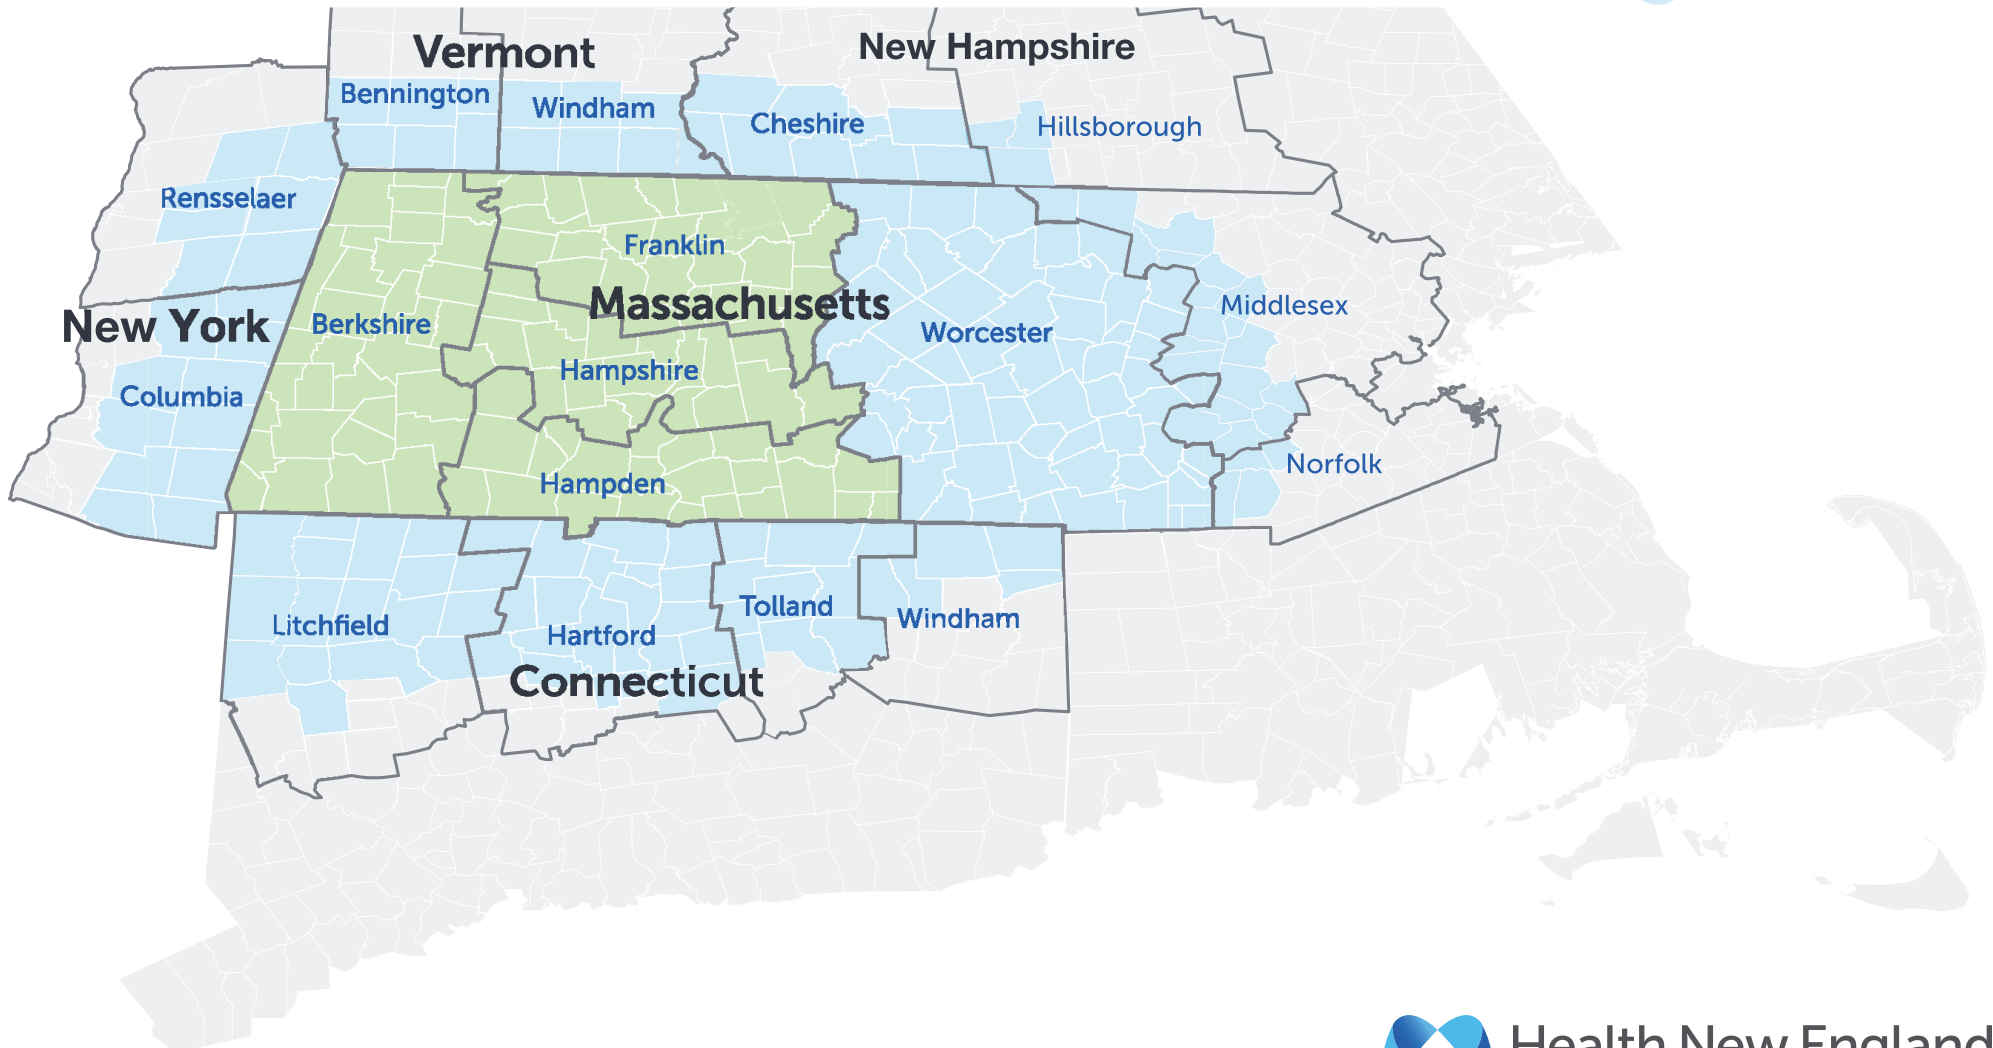 Vermont
New Hampshire
Bennington
Windham
Cheshire
Hillsborough
Rensselaer
Franklin
Massachusetts
Middlesex
New York
Berkshire
Worcester
Hampshire
Columbia
Norfolk
Hampden
Litchfield
Hartford
Tolland
Windham
Connecticut
Health New England